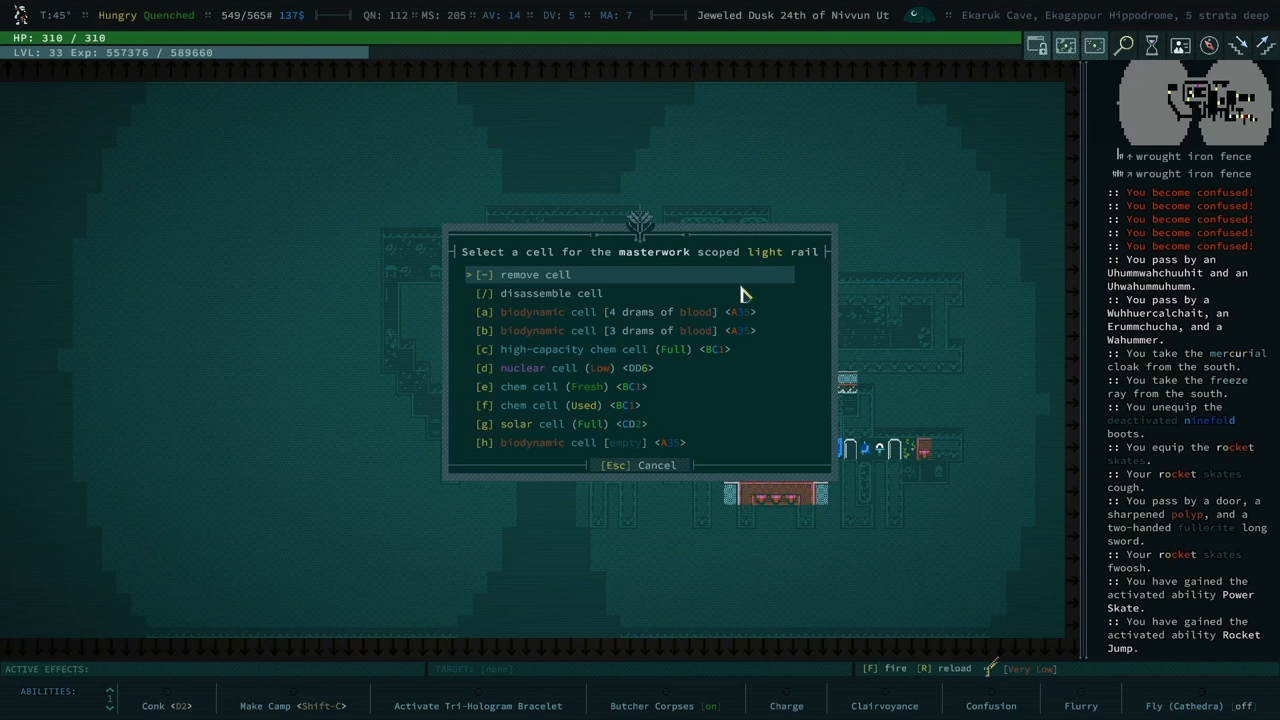 T:45° :: Hungry Quenched :: 549/565# 137$ QN: 112 :: MS: 205 :: AV: 14 :: DV: 5 :: MA: 7 Jeweled Dusk 24th of Nivvun Ut :: Ekaruk Cave, Ekagappur Hippodrome, 5 strata deep
HP: 310 / 310
LVL: 33 Exp: 557376 / 589660
wrought iron fence
wrought iron fence
:: You become confused!
:: You become confused!
:: You become confused!
:: You become confused!
:: You become confused!
:: You pass by an
Uhummwahchuuhit and an
Uhwahummuhumm.
:: You pass by a
Wuhhuercalchait, an
Erummchucha, and a
Wahummer.
:: You take the mercurial
cloak from the south.
:: You take the freeze
ray from the south.
:: You unequip the
deactivated ninefold
boots.
:: You equip the rocket
skates.
:: Your rocket skates
cough.
:: You pass by a door, a
sharpened polyp, and a
two-handed fullerite long
sword.
:: Your rocket skates
fwoosh.
:: You have gained the
activated ability Power
Skate.
:: You have gained the
activated ability Rocket
Jump.
Select a cell for the masterwork scoped light rail
> [-] remove cell
[/] disassemble cell
[a] biodynamic cell [4 drams of blood] <A35>
[b] biodynamic cell [3 drams of blood] <A35>
[c] high-capacity chem cell (Full) <BC1>
[d] nuclear cell (Low) <DD6>
[e] chem cell (Fresh) <BC1>
[f] chem cell (Used) <BC1>
[g] solar cell (Full) <CD2>
[h] biodynamic cell [empty] <A35>
[Esc] Cancel
ACTIVE EFFECTS: TARGET: [none] [F] fire [R] reload [Very Low]
ABILITIES: 1 Conk <D2> Make Camp <Shift-C> Activate Tri-Hologram Bracelet Butcher Corpses [on] Charge Clairvoyance Confusion Flurry Fly (Cathedra) [off]